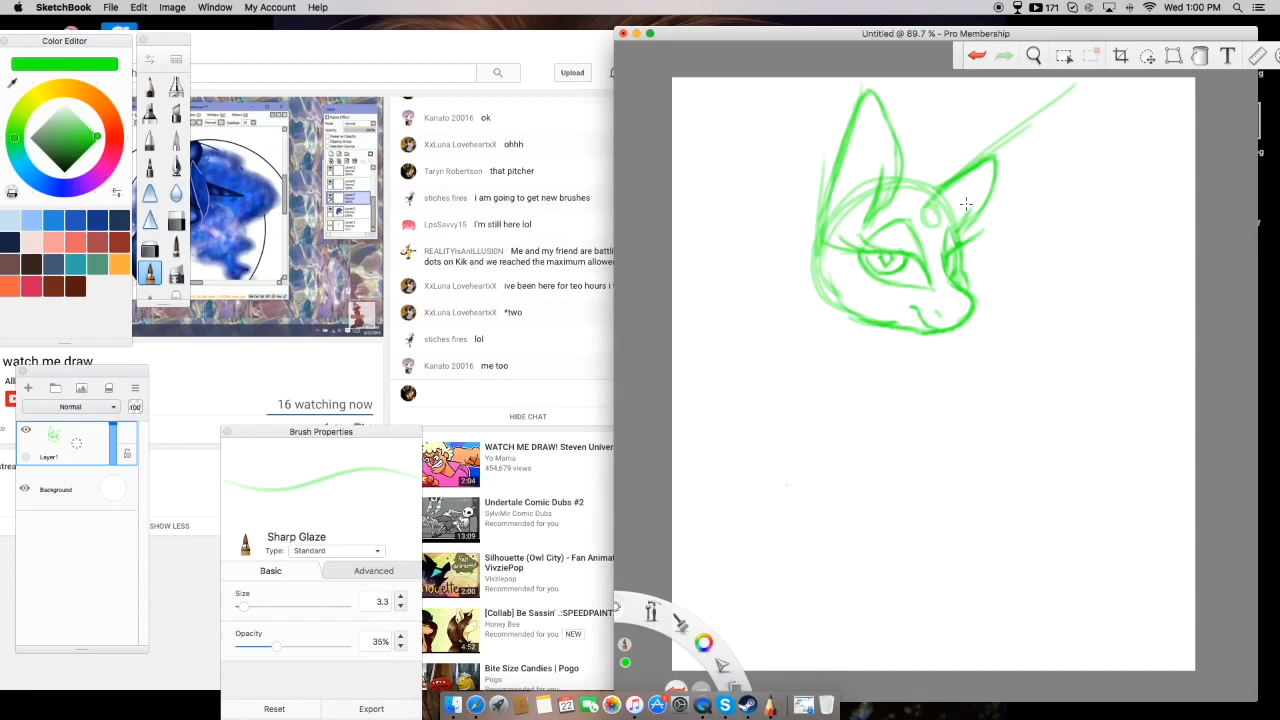 SketchBook File Edit Image Window My Account Help
171 Wed 1:00 PM
Color Editor
Untitled @ 89.7 % - Pro Membership
Upload
T
Kanato 20016 ok
XxLuna LoveheartxX ohhh
Taryn Robertson that pitcher
stiches fires i am going to get new brushes
LpsSavvy15 I'm still here lol
REALITYisAnILLUSI0N Me and my friend are battli
dots on Kik and we reached the maximum allowe
XxLuna LoveheartxX ive been here for teo hours i t
XxLuna LoveheartxX *two
stiches fires lol
Kanato 20016 me too
watch me draw
16 watching now
HIDE CHAT
Normal
100
Layer1
Background
SHOW LESS
Brush Properties
Sharp Glaze
Type: Standard
Basic Advanced
Size
3.3
Opacity
35%
Reset Export
WATCH ME DRAW! Steven Univer
Yo Mama
454,679 views
2:04
Undertale Comic Dubs #2
SylviMir Comic Dubs
Recommended for you
13:09
Silhouette (Owl City) - Fan Animat
VivziePop
Vivziepop
Recommended for you
2:00
[Collab] Be Sassin' .:SPEEDPAINT
Honey Bee
Recommended for you NEW
4:52
Bite Size Candies | Pogo
Pogo
Recommended for you
22